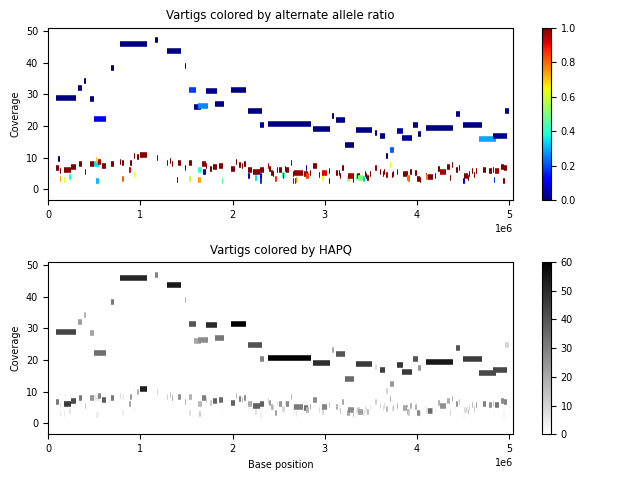 Vartigs colored by alternate allele ratio
50
40
30
20
10
0
Coverage
0 1 2 3 4 5
1e6
1.0
0.8
0.6
0.4
0.2
0.0
Vartigs colored by HAPQ
50
40
30
20
10
0
Coverage
0 1 2 3 4 5
Base position
1e6
60
50
40
30
20
10
0